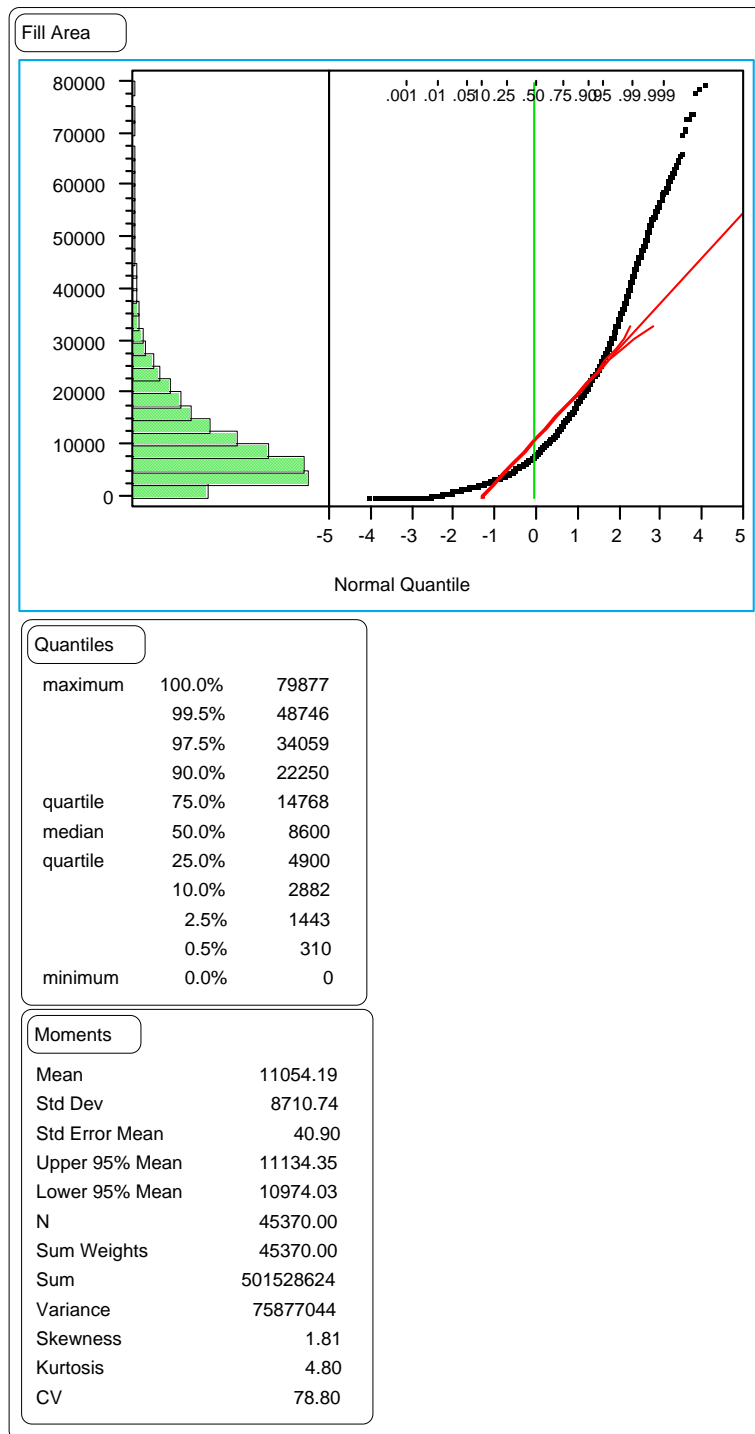 Fill Area
.001 .01 .05 .10 .25 .50 .75 .90 .95 .99 .999
80000
70000
60000
50000
40000
30000
20000
10000
0
-5 -4 -3 -2 -1 0 1 2 3 4 5
Normal Quantile
Quantiles
maximum 100.0% 79877
99.5% 48746
97.5% 34059
90.0% 22250
quartile 75.0% 14768
median 50.0% 8600
quartile 25.0% 4900
10.0% 2882
2.5% 1443
0.5% 310
minimum 0.0% 0
Moments
Mean 11054.19
Std Dev 8710.74
Std Error Mean 40.90
Upper 95% Mean 11134.35
Lower 95% Mean 10974.03
N 45370.00
Sum Weights 45370.00
Sum 501528624
Variance 75877044
Skewness 1.81
Kurtosis 4.80
CV 78.80